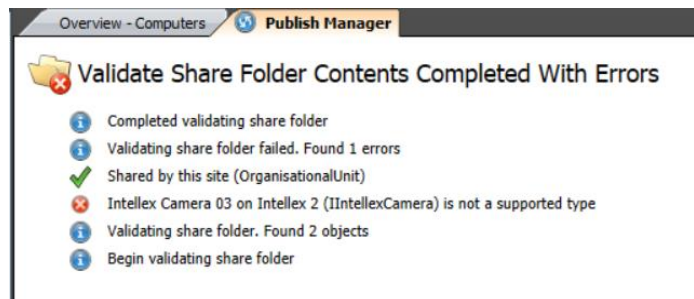 Overview - Computers
Publish Manager
Validate Share Folder Contents Completed With Errors
Completed validating share folder
Validating share folder failed. Found 1 errors
Shared by this site (OrganisationalUnit)
Intellex Camera 03 on Intellex 2 (IIntellexCamera) is not a supported type
Validating share folder. Found 2 objects
Begin validating share folder